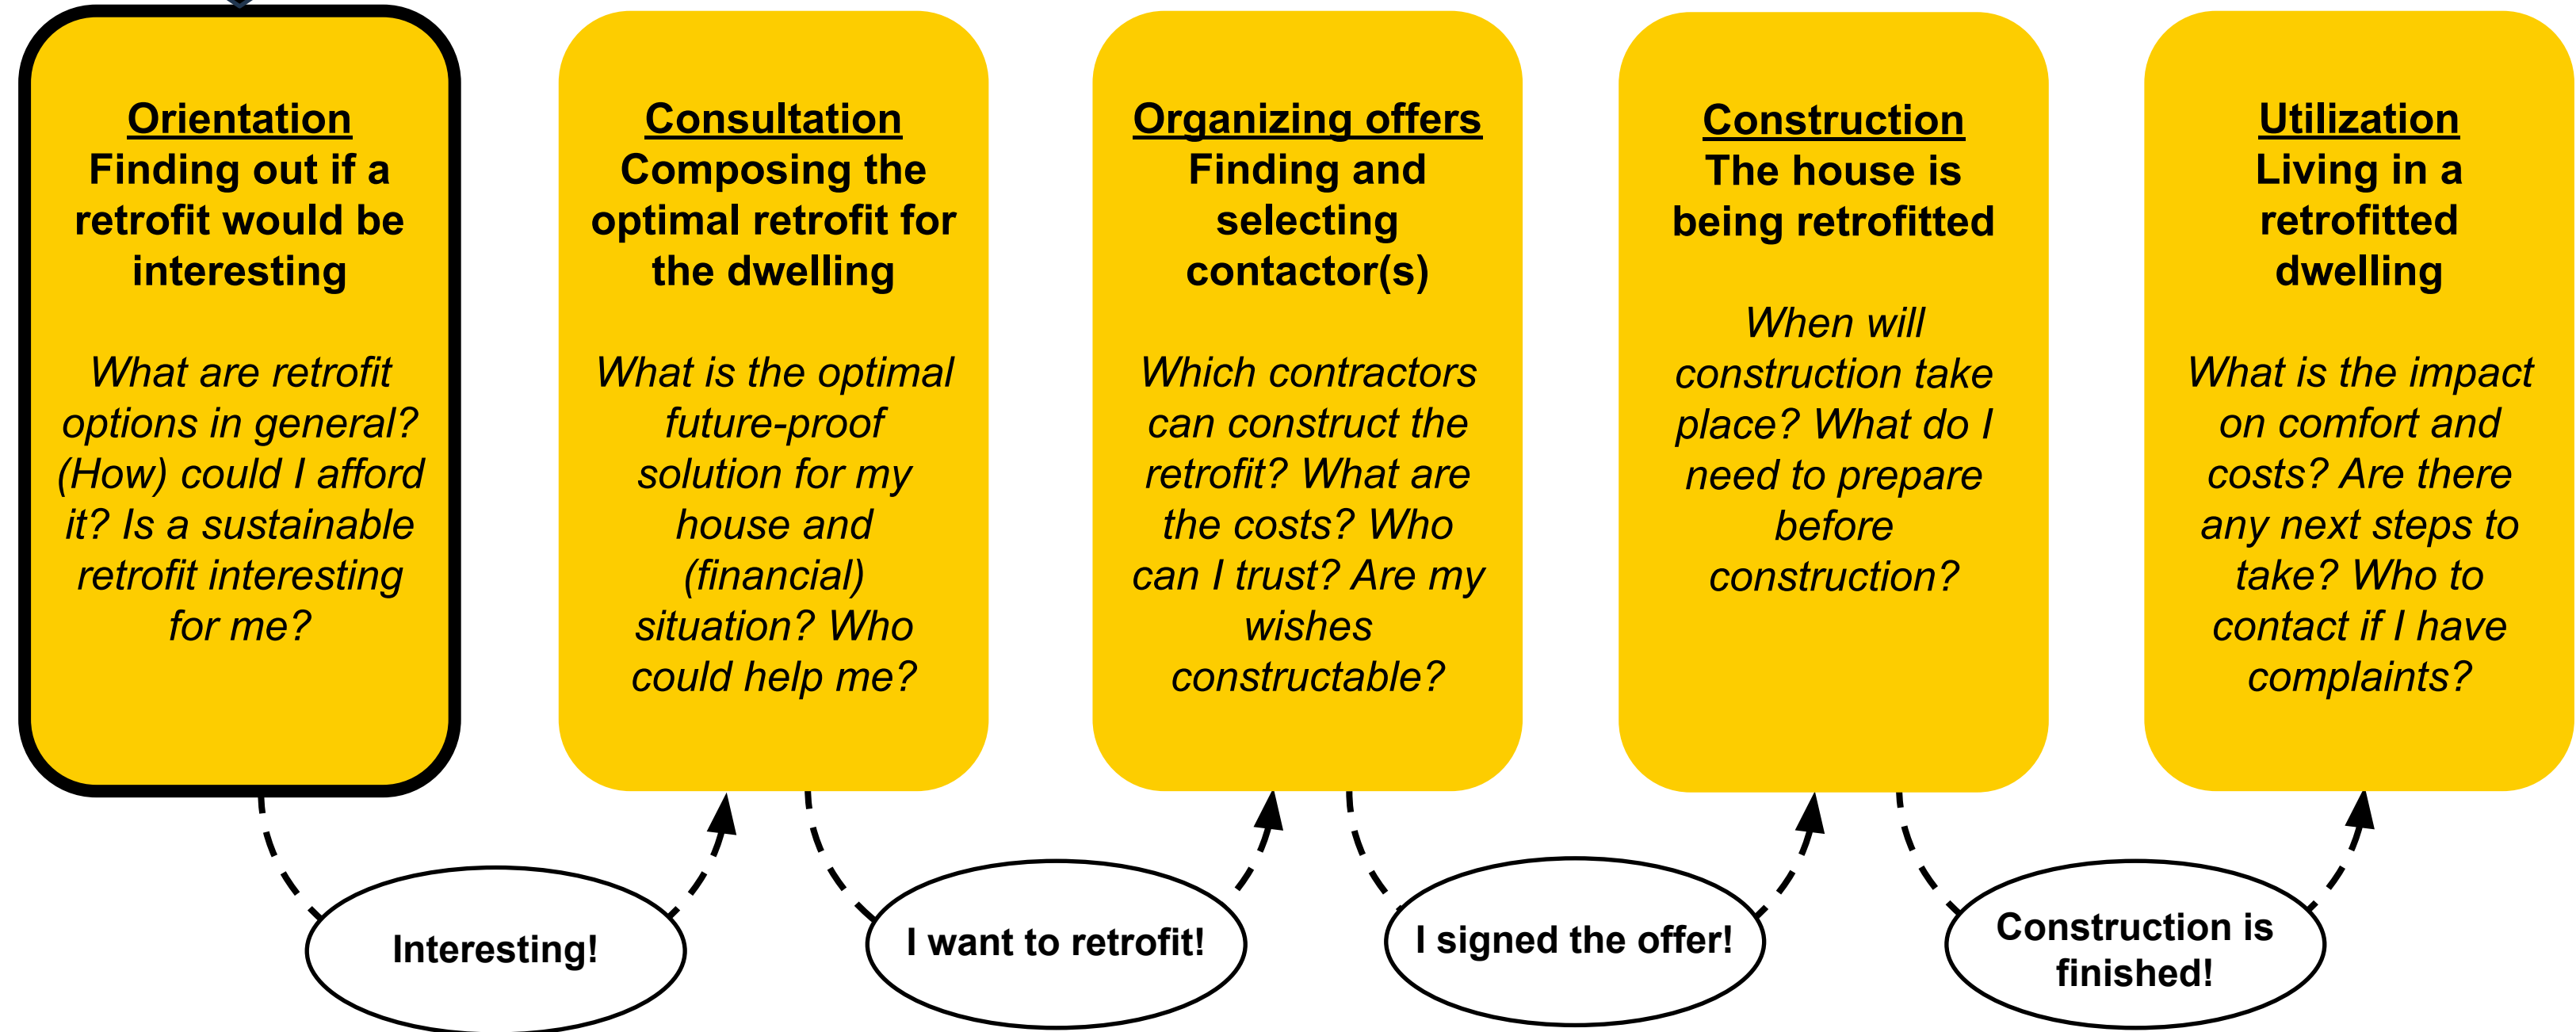 Orientation
Finding out if a
retrofit would be
interesting
What are retrofit
options in general?
(How) could I afford
it? Is a sustainable
retrofit interesting
for me?
Consultation
Composing the
optimal retrofit for
the dwelling
What is the optimal
future-proof
solution for my
house and
(financial)
situation? Who
could help me?
Organizing offers
Finding and
selecting
contactor(s)
Which contractors
can construct the
retrofit? What are
the costs? Who
can I trust? Are my
wishes
constructable?
Construction
The house is
being retrofitted
When will
construction take
place? What do I
need to prepare
before
construction?
Utilization
Living in a
retrofitted
dwelling
What is the impact
on comfort and
costs? Are there
any next steps to
take? Who to
contact if I have
complaints?
Interesting!
I want to retrofit!
I signed the offer!
Construction is
finished!